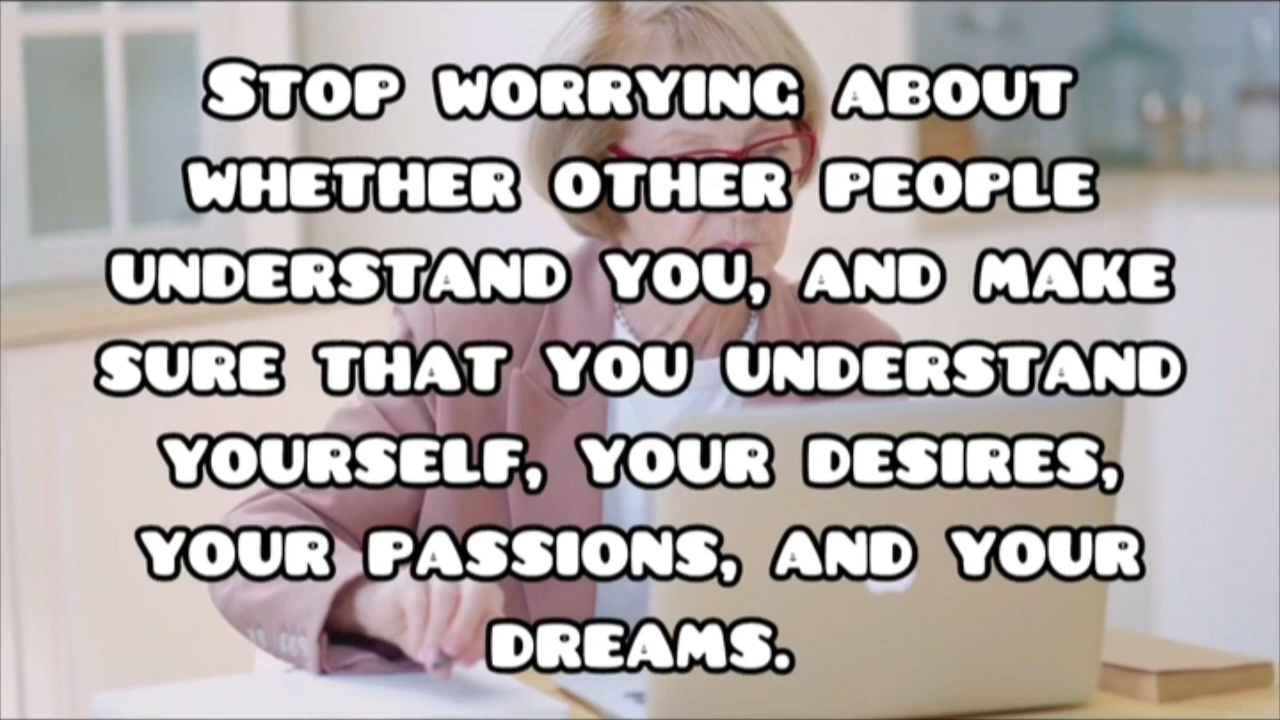 Stop worrying about
whether other people
understand you, and make
sure that you understand
yourself, your desires,
your passions, and your
dreams.